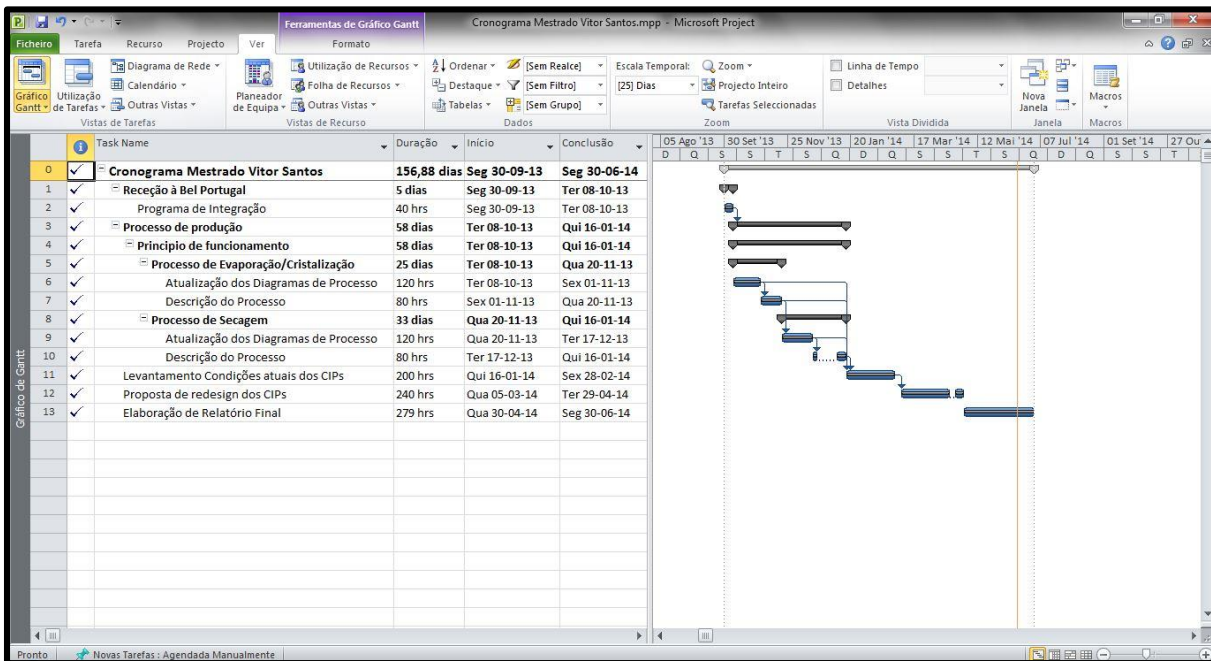 Ferramentas de Gráfico Gantt
Cronograma Mestrado Vitor Santos.mpp - Microsoft Project
Ficheiro Tarefa Recurso Projecto Ver Formato
Gráfico Gantt
Utilização de Tarefas
Diagrama de Rede
Calendário
Outras Vistas
Vistas de Tarefas
Planeador de Equipa
Utilização de Recursos
Folha de Recursos
Outras Vistas
Vistas de Recurso
Ordenar
Destaque
Tabelas
[Sem Realce]
[Sem Filtro]
[Sem Grupo]
Dados
Escala Temporal:
[25] Dias
Zoom
Projecto Inteiro
Tarefas Seleccionadas
Zoom
Linha de Tempo
Detalhes
Vista Dividida
Nova Janela
Janela
Macros
Macros
Task Name Duração Início Conclusão
05 Ago '13 30 Set '13 25 Nov '13 20 Jan '14 17 Mar '14 12 Mai '14 07 Jul '14 01 Set '14 27 Ou
D Q S S T S Q D Q S S T S Q D Q S S T
0 Cronograma Mestrado Vitor Santos 156,88 dias Seg 30-09-13 Seg 30-06-14
1 Receção à Bel Portugal 5 dias Seg 30-09-13 Ter 08-10-13
2 Programa de Integração 40 hrs Seg 30-09-13 Ter 08-10-13
3 Processo de produção 58 dias Ter 08-10-13 Qui 16-01-14
4 Principio de funcionamento 58 dias Ter 08-10-13 Qui 16-01-14
5 Processo de Evaporação/Cristalização 25 dias Ter 08-10-13 Qua 20-11-13
6 Atualização dos Diagramas de Processo 120 hrs Ter 08-10-13 Sex 01-11-13
7 Descrição do Processo 80 hrs Sex 01-11-13 Qua 20-11-13
8 Processo de Secagem 33 dias Qua 20-11-13 Qui 16-01-14
9 Atualização dos Diagramas de Processo 120 hrs Qua 20-11-13 Ter 17-12-13
10 Descrição do Processo 80 hrs Ter 17-12-13 Qui 16-01-14
11 Levantamento Condições atuais dos CIPs 200 hrs Qui 16-01-14 Sex 28-02-14
12 Proposta de redesign dos CIPs 240 hrs Qua 05-03-14 Ter 29-04-14
13 Elaboração de Relatório Final 279 hrs Qua 30-04-14 Seg 30-06-14
Gráfico de Gantt
Pronto Novas Tarefas : Agendada Manualmente